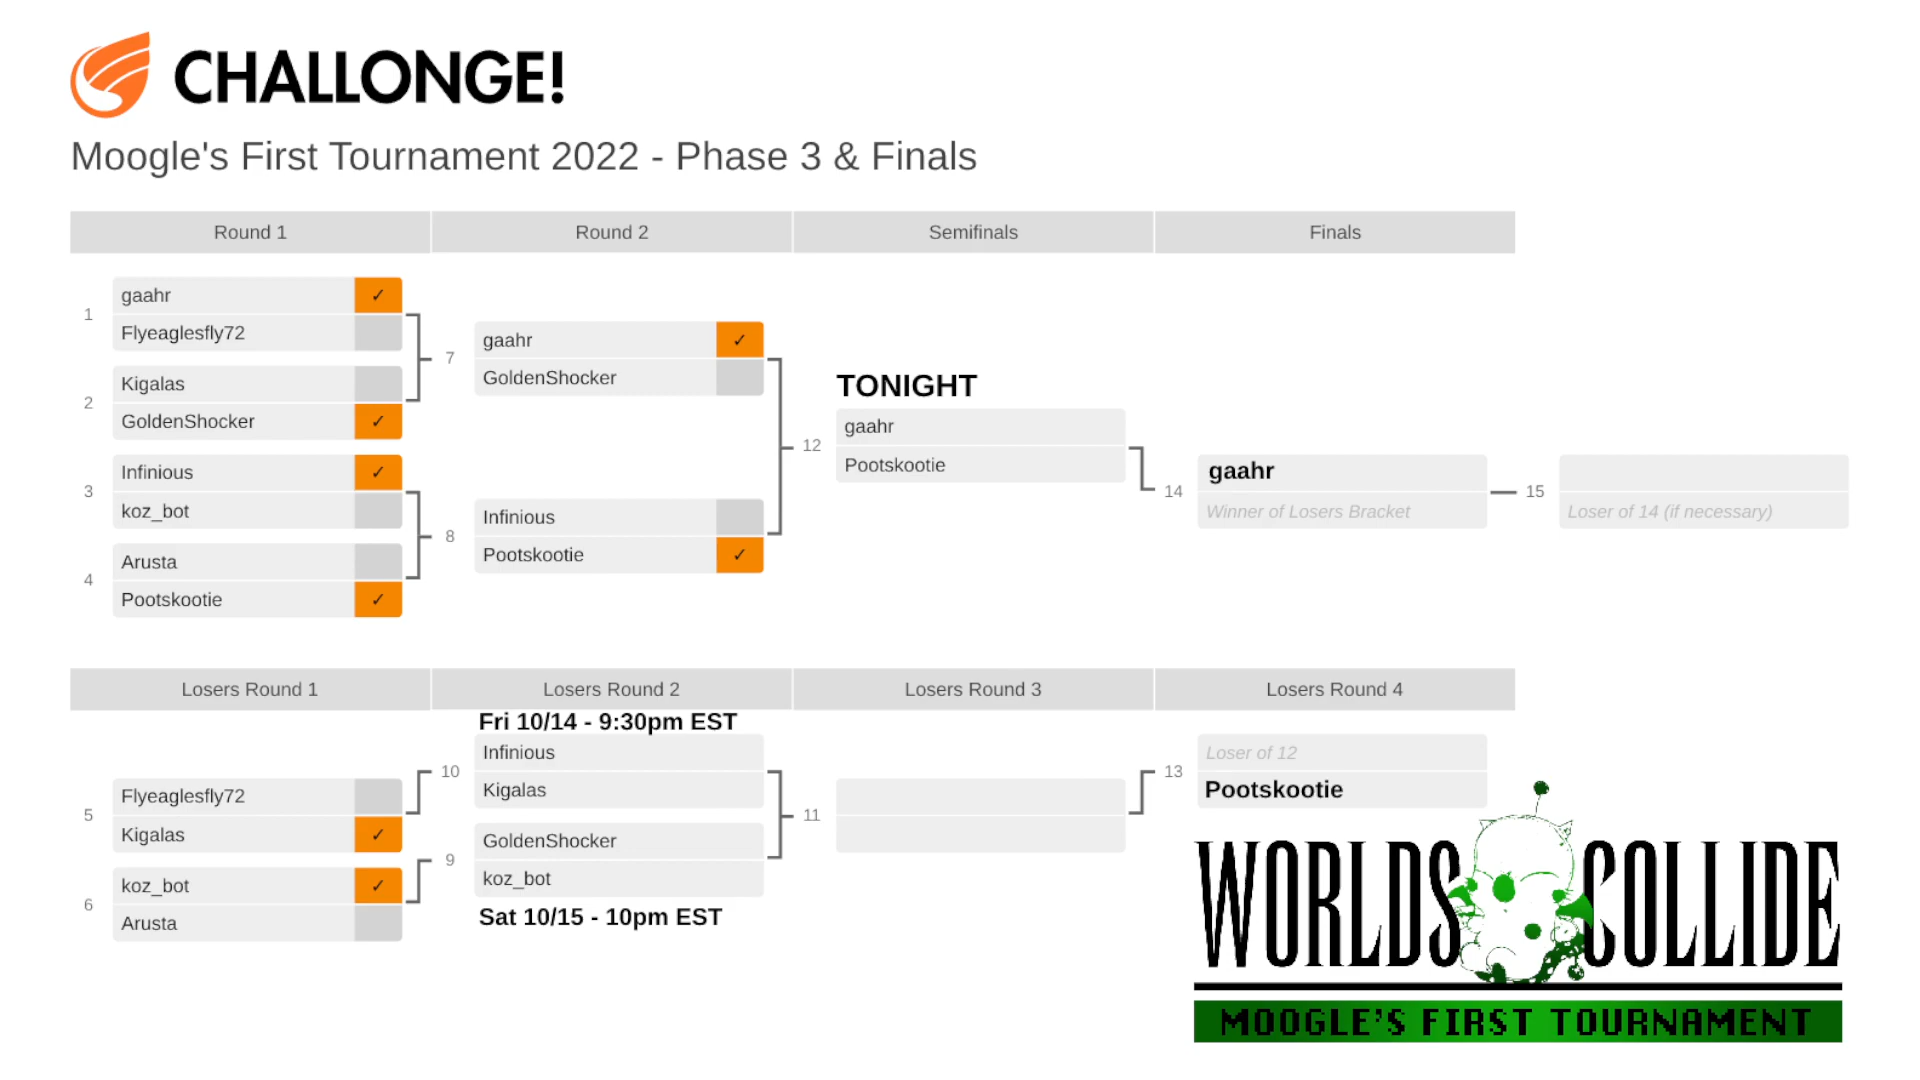 CHALLONGE!
Moogle's First Tournament 2022 - Phase 3 & Finals
Round 1
Round 2
Semifinals
Finals
1
gaahr ✓
Flyeaglesfly72
2
Kigalas
GoldenShocker ✓
3
Infinious ✓
koz_bot
4
Arusta
Pootskootie ✓
7
gaahr ✓
GoldenShocker
8
Infinious
Pootskootie ✓
TONIGHT
12
gaahr
Pootskootie
14
gaahr
Winner of Losers Bracket
15
Loser of 14 (if necessary)
Losers Round 1
Losers Round 2
Losers Round 3
Losers Round 4
5
Flyeaglesfly72
Kigalas ✓
6
koz_bot ✓
Arusta
Fri 10/14 - 9:30pm EST
10
Infinious
Kigalas
9
GoldenShocker
koz_bot
Sat 10/15 - 10pm EST
11
13
Loser of 12
Pootskootie
WORLDS COLLIDE
MOOGLE'S FIRST TOURNAMENT